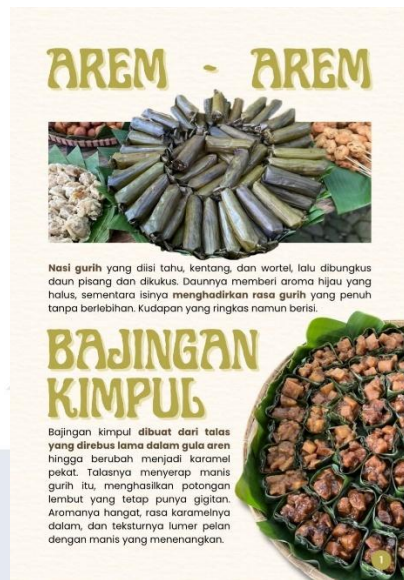 AREM - AREM
Nasi gurih yang diisi tahu, kentang, dan wortel, lalu dibungkus
daun pisang dan dikukus. Daunnya memberi aroma hijau yang
halus, sementara isinya menghadirkan rasa gurih yang penuh
tanpa berlebihan. Kudapan yang ringkas namun berisi.
BAJINGAN
KIMPUL
Bajingan kimpul dibuat dari talas
yang direbus lama dalam gula aren
hingga berubah menjadi karamel
pekat. Talasnya menyerap manis
gurih itu, menghasilkan potongan
lembut yang tetap punya gigitan.
Aromanya hangat, rasa karamelnya
dalam, dan teksturnya lumer pelan
dengan manis yang menenangkan.
1